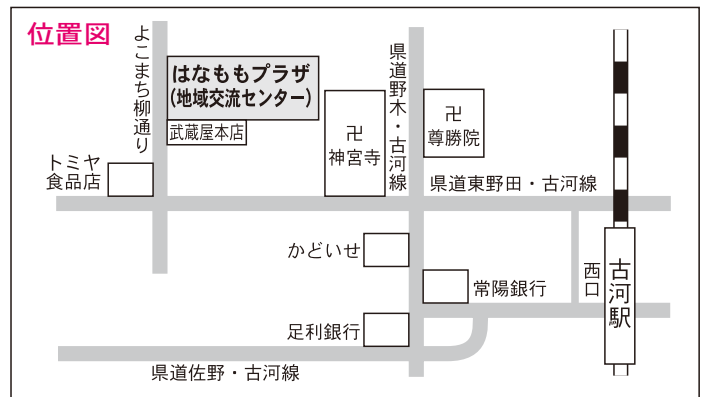 位置図
よこまち柳通り
はなももプラザ
(地域交流センター)
武蔵屋本店
トミヤ
食品店
卍
神宮寺
県道野木・古河線
卍
尊勝院
県道東野田・古河線
かどいせ
常陽銀行
西口
古河駅
足利銀行
県道佐野・古河線